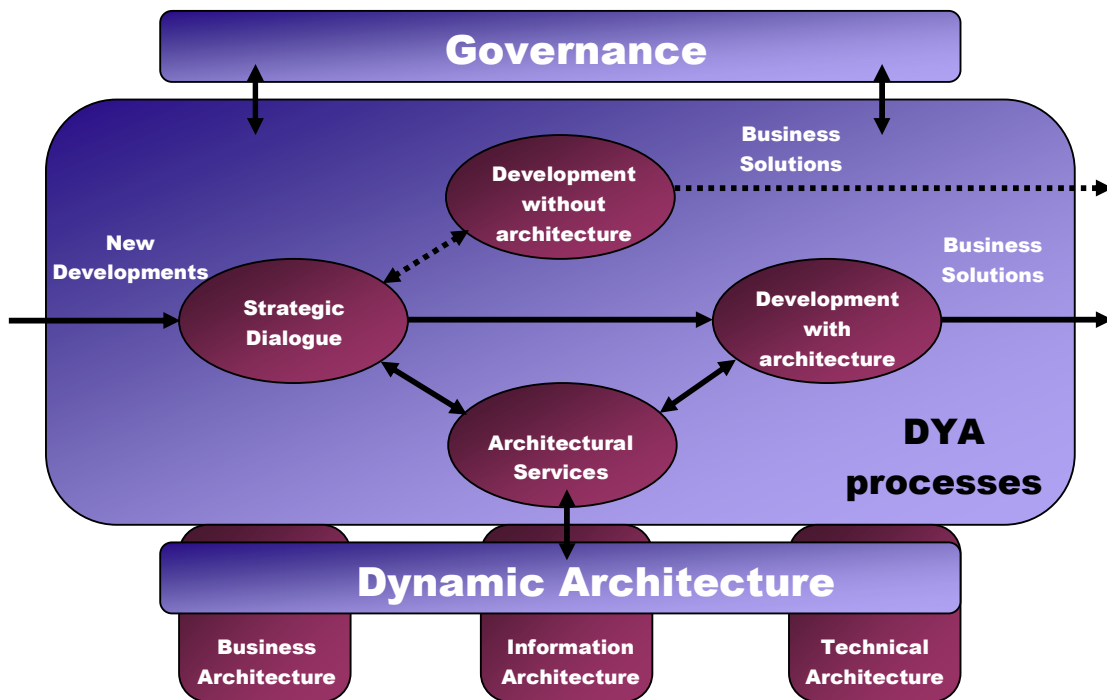 Governance
Business
Solutions
Development
without
architecture
New
Developments
Business
Solutions
Strategic
Dialogue
Development
with
architecture
Architectural
Services
DYA
processes
Dynamic Architecture
Business
Architecture
Information
Architecture
Technical
Architecture